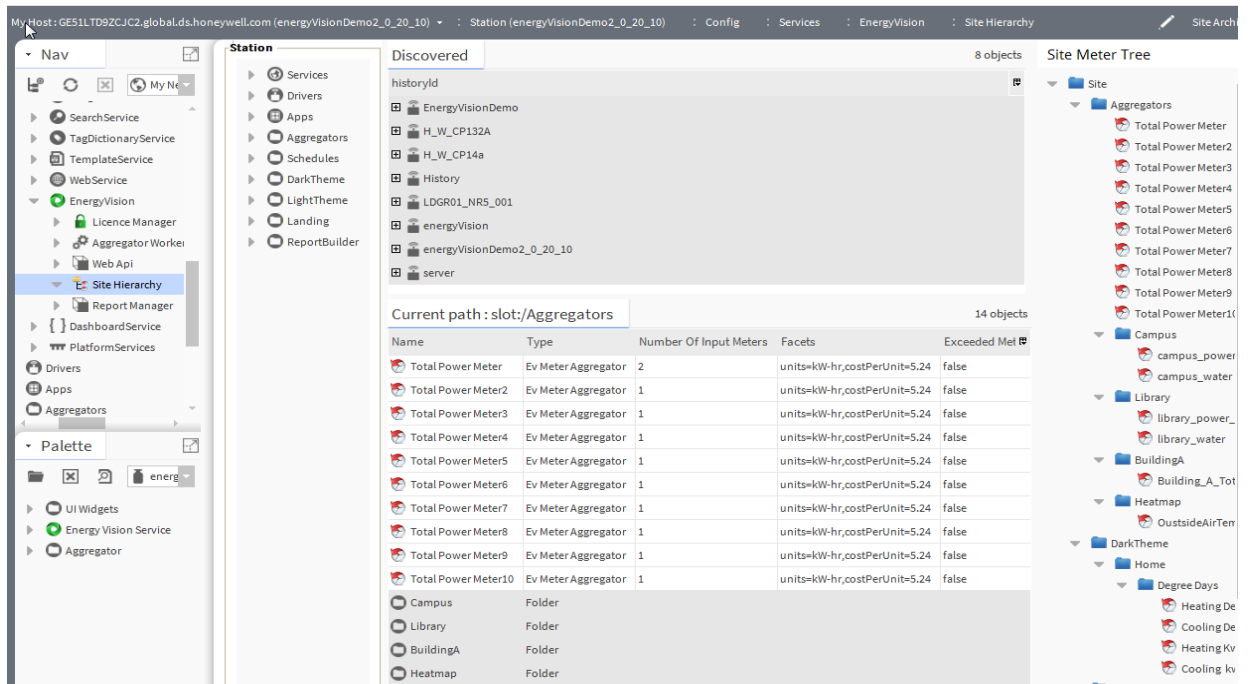 My Host : GE51LTD9ZCJC2.global.ds.honeywell.com (energyVisionDemo2_0_20_10) : Station (energyVisionDemo2_0_20_10) : Config : Services : EnergyVision : Site Hierarchy Site Archi
Nav
My Ne
SearchService
TagDictionaryService
TemplateService
WebService
EnergyVision
Licence Manager
Aggregator Worker
Web Api
Site Hierarchy
Report Manager
DashboardService
PlatformServices
Drivers
Apps
Aggregators
Palette
energ
UI Widgets
Energy Vision Service
Aggregator
Station
Services
Drivers
Apps
Aggregators
Schedules
DarkTheme
LightTheme
Landing
ReportBuilder
Discovered 8 objects
historyId
EnergyVisionDemo
H_W_CP132A
H_W_CP14a
History
LDGR01_NR5_001
energyVision
energyVisionDemo2_0_20_10
server
Current path : slot:/Aggregators 14 objects
Name Type Number Of Input Meters Facets Exceeded Met
Total Power Meter Ev Meter Aggregator 2 units=kW-hr,costPerUnit=5.24 false
Total Power Meter2 Ev Meter Aggregator 1 units=kW-hr,costPerUnit=5.24 false
Total Power Meter3 Ev Meter Aggregator 1 units=kW-hr,costPerUnit=5.24 false
Total Power Meter4 Ev Meter Aggregator 1 units=kW-hr,costPerUnit=5.24 false
Total Power Meter5 Ev Meter Aggregator 1 units=kW-hr,costPerUnit=5.24 false
Total Power Meter6 Ev Meter Aggregator 1 units=kW-hr,costPerUnit=5.24 false
Total Power Meter7 Ev Meter Aggregator 1 units=kW-hr,costPerUnit=5.24 false
Total Power Meter8 Ev Meter Aggregator 1 units=kW-hr,costPerUnit=5.24 false
Total Power Meter9 Ev Meter Aggregator 1 units=kW-hr,costPerUnit=5.24 false
Total Power Meter10 Ev Meter Aggregator 1 units=kW-hr,costPerUnit=5.24 false
Campus Folder
Library Folder
BuildingA Folder
Heatmap Folder
Site Meter Tree
Site
Aggregators
Total Power Meter
Total Power Meter2
Total Power Meter3
Total Power Meter4
Total Power Meter5
Total Power Meter6
Total Power Meter7
Total Power Meter8
Total Power Meter9
Total Power Meter10
Campus
campus_power
campus_water
Library
library_power_
library_water
BuildingA
Building_A_Tot
Heatmap
OustsideAirTem
DarkTheme
Home
Degree Days
Heating De
Cooling De
Heating Kv
Cooling kv